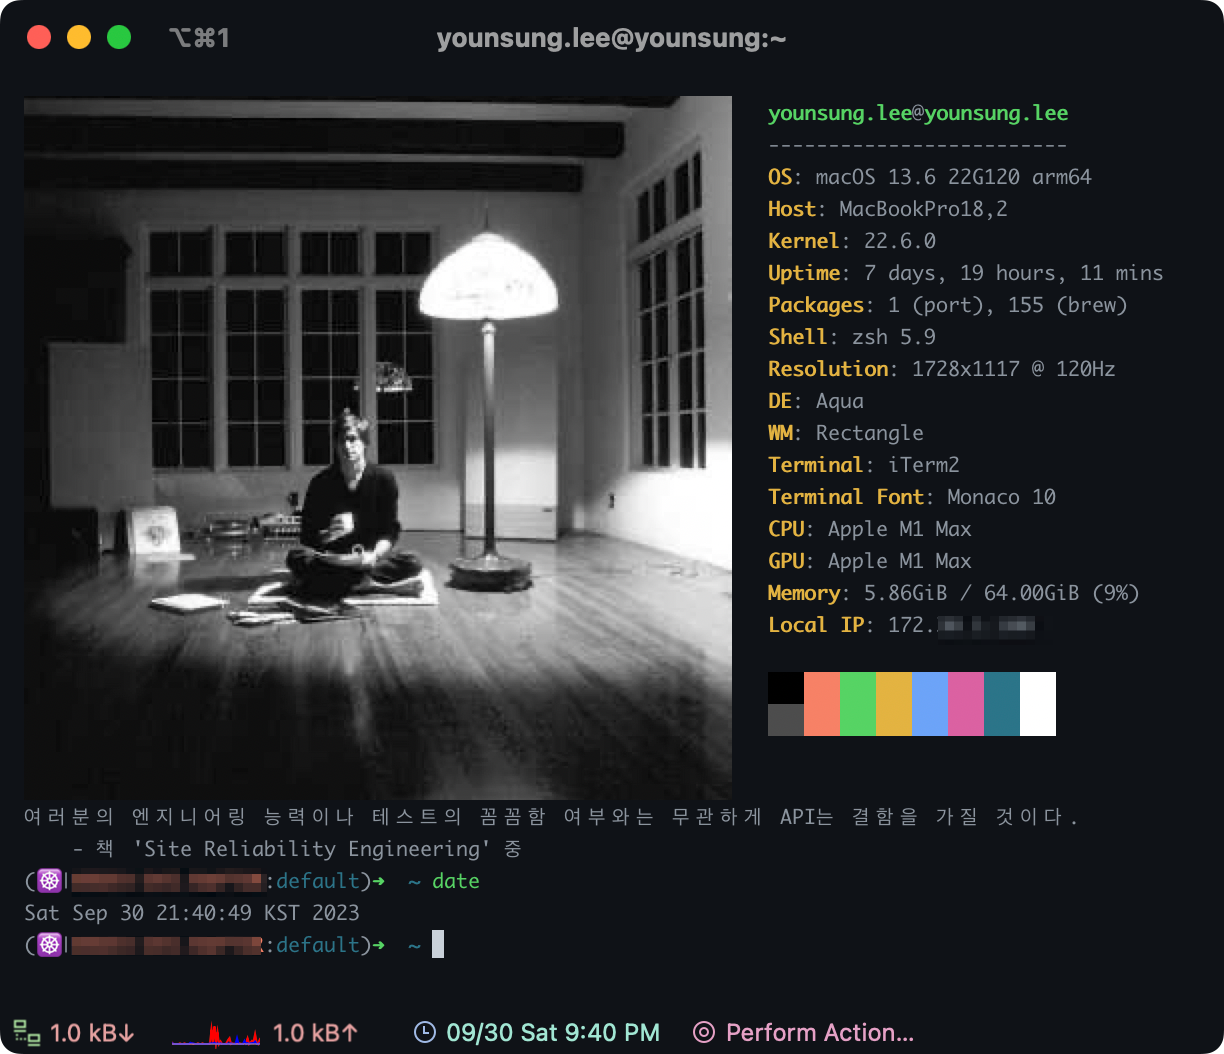 ⌥⌘1
younsung.lee@younsung:~
younsung.lee@younsung.lee
-------------------------
OS: macOS 13.6 22G120 arm64
Host: MacBookPro18,2
Kernel: 22.6.0
Uptime: 7 days, 19 hours, 11 mins
Packages: 1 (port), 155 (brew)
Shell: zsh 5.9
Resolution: 1728x1117 @ 120Hz
DE: Aqua
WM: Rectangle
Terminal: iTerm2
Terminal Font: Monaco 10
CPU: Apple M1 Max
GPU: Apple M1 Max
Memory: 5.86GiB / 64.00GiB (9%)
Local IP: 172.
여러분의 엔지니어링 능력이나 테스트의 꼼꼼함 여부와는 무관하게 API는 결함을 가질 것이다.
- 책 'Site Reliability Engineering' 중
(☸|:default)➜ ~ date
Sat Sep 30 21:40:49 KST 2023
(☸|:default)➜ ~
1.0 kB↓ 1.0 kB↑ 09/30 Sat 9:40 PM Perform Action...